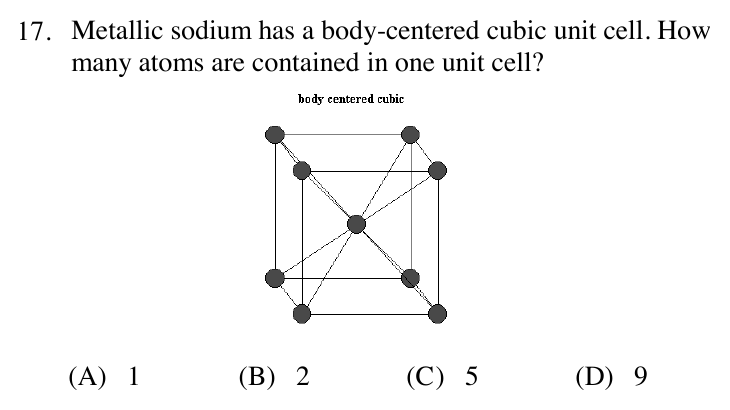 17. Metallic sodium has a body-centered cubic unit cell. How
many atoms are contained in one unit cell?
body centered cubic
(A) 1 (B) 2 (C) 5 (D) 9